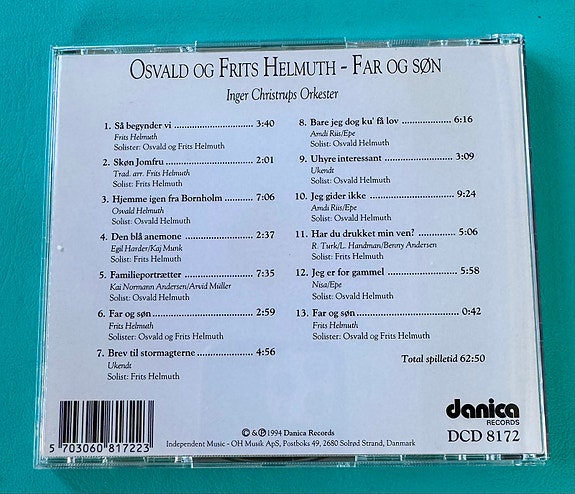 OSVALD OG FRITS HELMUTH - FAR OG SØN
Inger Christrups Orkester
1. Så begynder vi ........................ 3:40
Frits Helmuth
Solister: Osvald og Frits Helmuth
2. Skøn Jomfru ........................ 2:01
Trad. arr. Frits Helmuth
Solist: Frits Helmuth
3. Hjemme igen fra Bornholm ......... 7:06
Osvald Helmuth
Solist: Osvald Helmuth
4. Den blå anemone ..................... 2:37
Egil Harder/Kaj Munk
Solist: Frits Helmuth
5. Familieportrætter ..................... 7:35
Kai Normann Andersen/Arvid Müller
Solist: Osvald Helmuth
6. Far og søn .............................. 2:59
Frits Helmuth
Solister: Osvald og Frits Helmuth
7. Brev til stormagterne .................. 4:56
Ukendt
Solist: Frits Helmuth
8. Bare jeg dog ku' få lov .................. 6:16
Amdi Riis/Epe
Solist: Osvald Helmuth
9. Uhyre interessant ..................... 3:09
Ukendt
Solist: Osvald Helmuth
10. Jeg gider ikke ........................... 9:24
Amdi Riis/Epe
Solist: Osvald Helmuth
11. Har du drukket min ven? ............ 5:06
R. Turk/L. Handman/Benny Andersen
Solist: Frits Helmuth
12. Jeg er for gammel ..................... 5:58
Nisa/Epe
Solist: Osvald Helmuth
13. Far og søn .............................. 0:42
Frits Helmuth
Solister: Osvald og Frits Helmuth
Total spilletid 62:50
danica
RECORDS
DCD 8172
© & ℗ 1994 Danica Records
Independent Music - OH Musik ApS, Postboks 49, 2680 Solrød Strand, Danmark
5 703060 817223